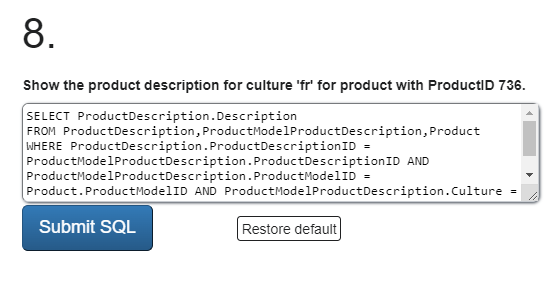 8.
Show the product description for culture 'fr' for product with ProductID 736.
SELECT ProductDescription.Description
FROM ProductDescription,ProductModelProductDescription,Product
WHERE ProductDescription.ProductDescriptionID =
ProductModelProductDescription.ProductDescriptionID AND
ProductModelProductDescription.ProductModelID =
Product.ProductModelID AND ProductModelProductDescription.Culture =
Submit SQL
Restore default